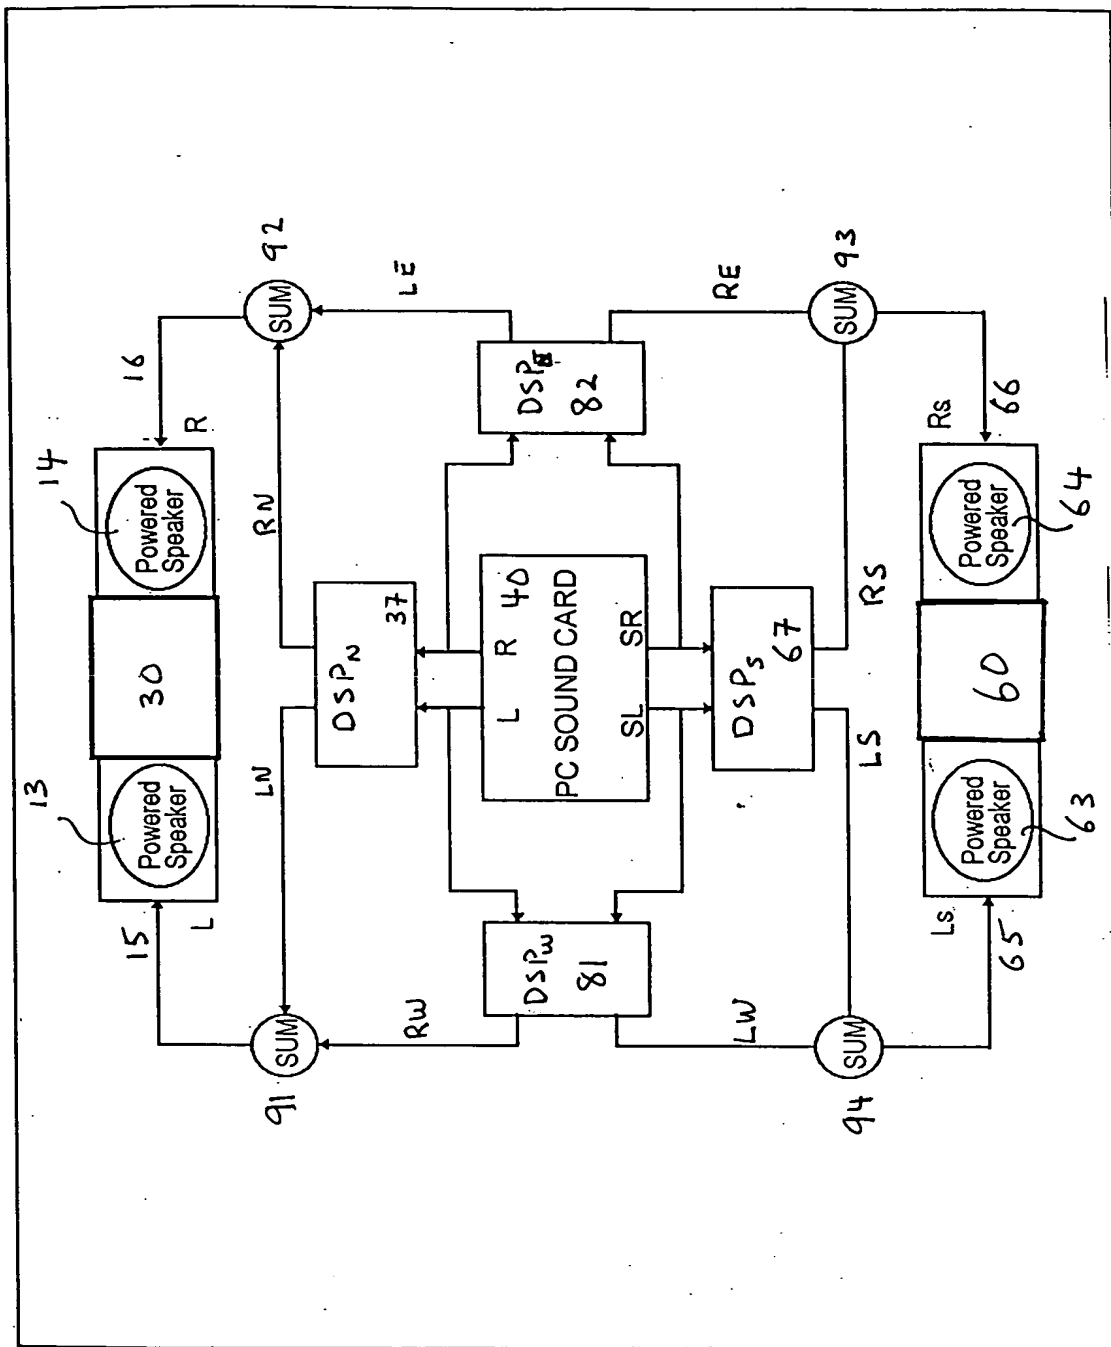 13
14
Powered
Speaker
30
Powered
Speaker
15
L
R
16
91
SUM
LN
RN
SUM
92
DSPN
37
RW
LE
DSPW
81
L
R
40
PC SOUND CARD
SL
SR
82
LW
DSPS
67
RE
LS
RS
94
SUM
SUM
93
Ls
65
Rs
66
Powered
Speaker
60
Powered
Speaker
63
64